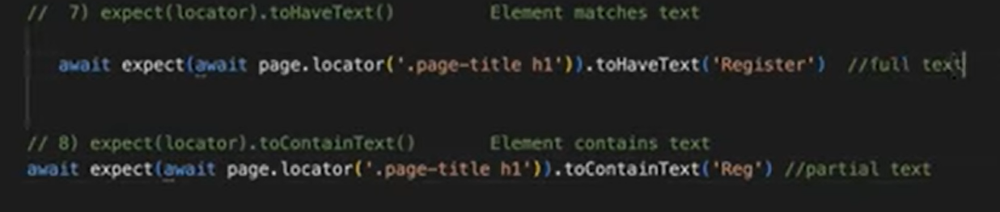 // 7) expect(locator).toHaveText() Element matches text
await expect(await page.locator('.page-title h1')).toHaveText('Register') //full text
// 8) expect(locator).toContainText() Element contains text
await expect(await page.locator('.page-title h1')).toContainText('Reg') //partial text